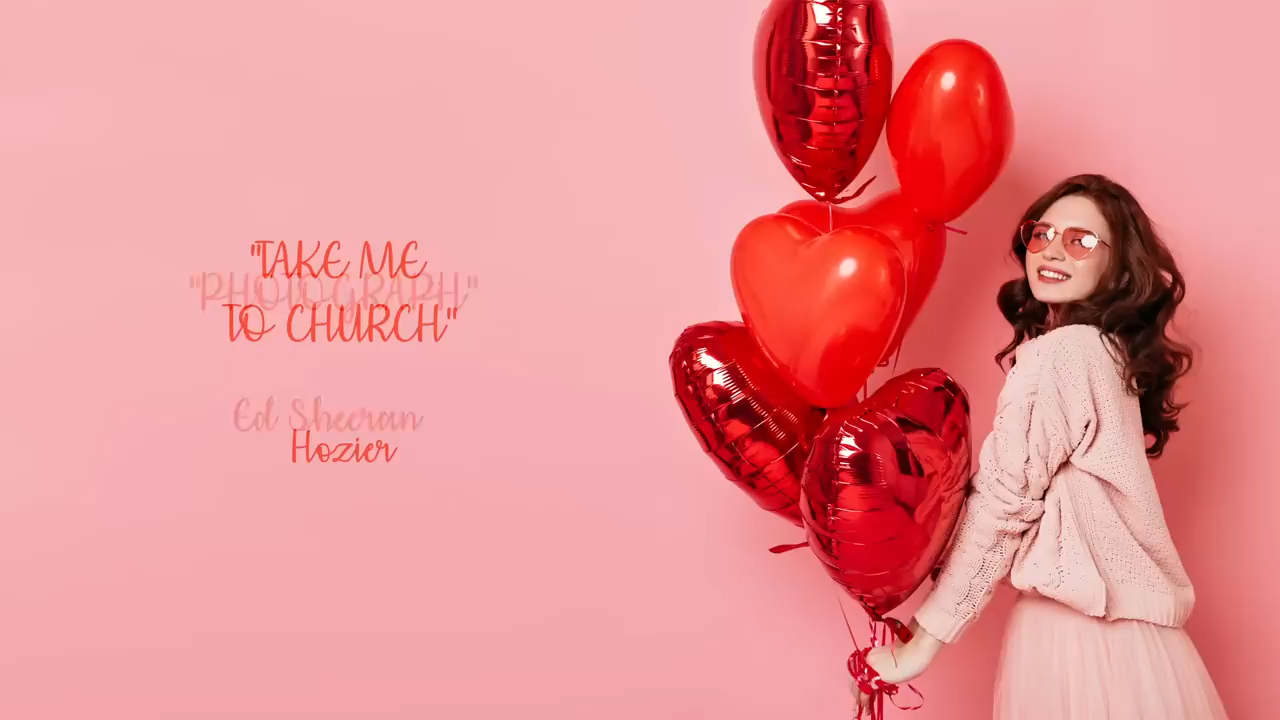 "TAKE ME
"PHOTOGRAPH"
TO CHURCH"
Ed Sheeran
Hozier